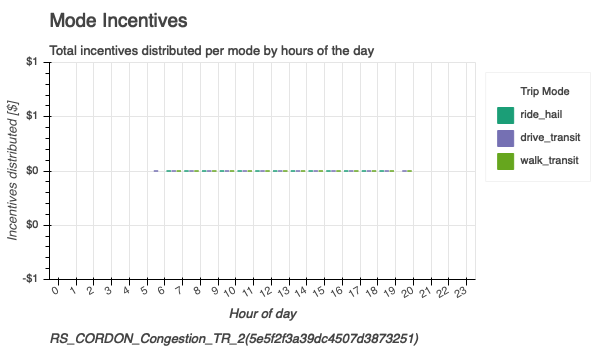 Mode Incentives
Total incentives distributed per mode by hours of the day
Incentives distributed [$]
$1
$1
$0
$0
-$1
0 1 2 3 4 5 6 7 8 9 10 11 12 13 14 15 16 17 18 19 20 21 22 23
Hour of day
RS_CORDON_Congestion_TR_2(5e5f2f3a39dc4507d3873251)
Trip Mode
ride_hail
drive_transit
walk_transit